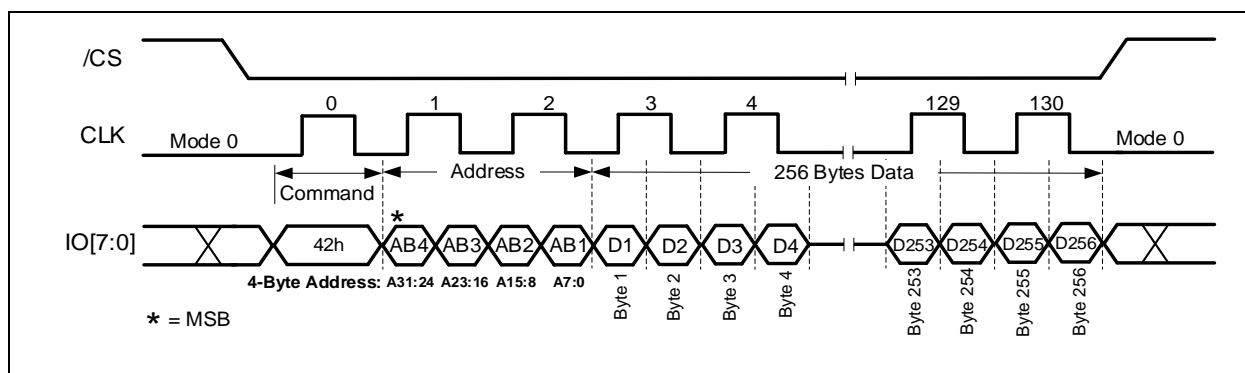 /CS
0 1 2 3 4 129 130
CLK Mode 0 Mode 0
Command Address 256 Bytes Data
*
IO[7:0] 42h AB4 AB3 AB2 AB1 D1 D2 D3 D4 D253 D254 D255 D256
4-Byte Address: A31:24 A23:16 A15:8 A7:0
Byte 1 Byte 2 Byte 3 Byte 4 Byte 253 Byte 254 Byte 255 Byte 256
* = MSB